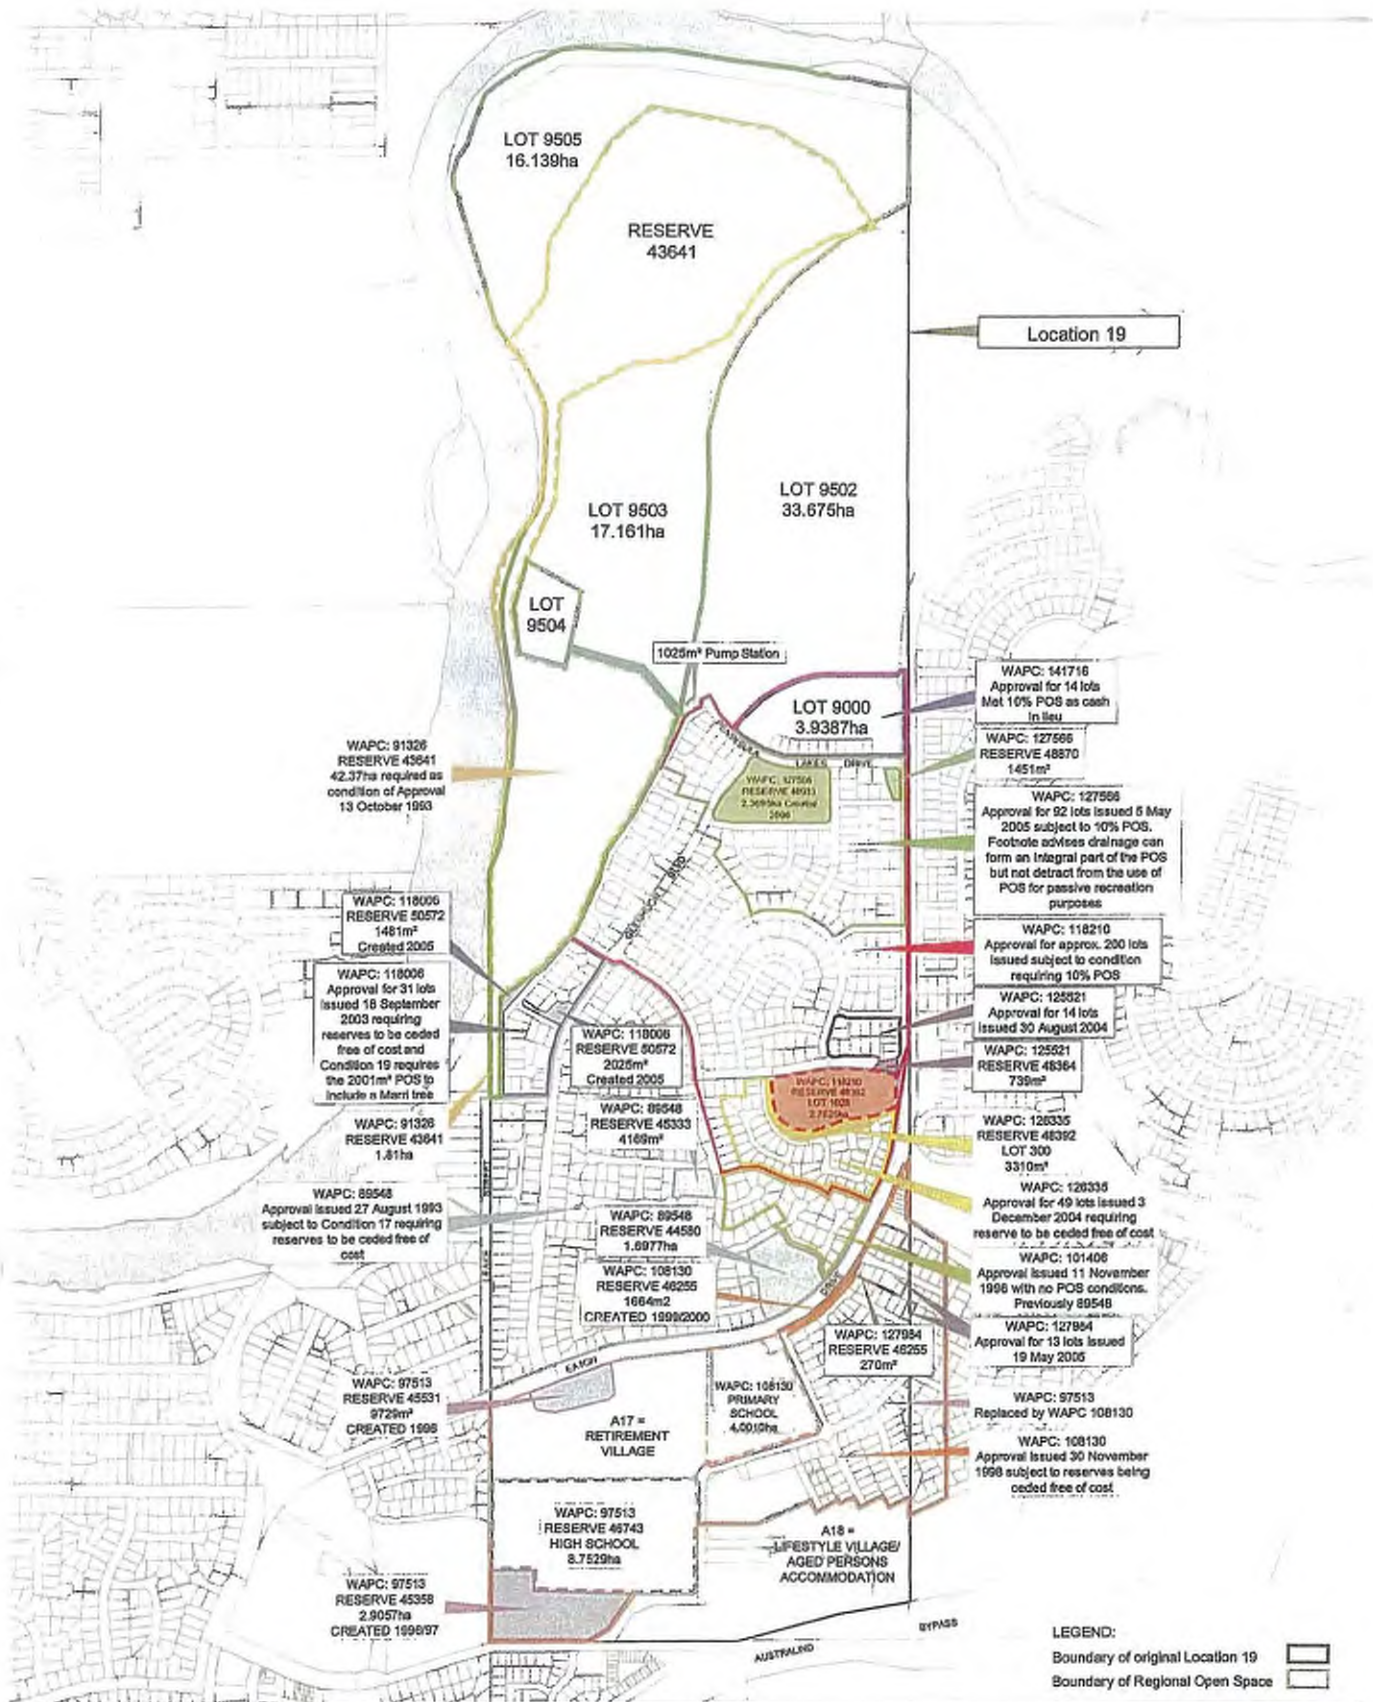 LOT 9505
16.139ha
RESERVE
43641
Location 19
LOT 9502
33.675ha
LOT 9503
17.161ha
LOT
9504
1025m² Pump Station
LOT 9000
3.9387ha
LAKES DRIVE
WAPC: 141716
Approval for 14 lots
Met 10% POS as cash
in lieu
WAPC: 127566
RESERVE 48870
1451m²
WAPC: 91326
RESERVE 43641
42.37ha required as
condition of Approval
13 October 1993
WAPC: 127566
Approval for 92 lots issued 5 May
2005 subject to 10% POS.
Footnote advises drainage can
form an integral part of the POS
but not detract from the use of
POS for passive recreation
purposes
WAPC: 118006
RESERVE 50572
1481m²
Created 2005
WAPC: 118210
Approval for approx. 200 lots
issued subject to condition
requiring 10% POS
WAPC: 118006
Approval for 31 lots
issued 18 September
2003 requiring
reserves to be ceded
free of cost and
Condition 19 requires
the 2001m² POS to
include a Marri tree
WAPC: 125521
Approval for 14 lots
issued 30 August 2004
WAPC: 118006
RESERVE 50572
2025m²
Created 2005
WAPC: 125521
RESERVE 48364
739m²
WAPC: 118210
WAPC: 89548
RESERVE 45333
4169m²
WAPC: 91326
RESERVE 43641
1.81ha
WAPC: 126335
RESERVE 48392
LOT 300
3310m²
WAPC: 89548
Approval issued 27 August 1993
subject to Condition 17 requiring
reserves to be ceded free of
cost
WAPC: 126335
Approval for 49 lots issued 3
December 2004 requiring
reserve to be ceded free of cost
WAPC: 89548
RESERVE 44580
1.6977ha
WAPC: 101406
Approval issued 11 November
1996 with no POS conditions.
Previously 89548
WAPC: 108130
RESERVE 46255
1664m2
CREATED 1999/2000
DRIVE
WAPC: 127984
RESERVE 46255
270m²
WAPC: 127984
Approval for 13 lots issued
19 May 2005
EATON
WAPC: 97513
RESERVE 45531
9729m²
CREATED 1996
WAPC: 108130
PRIMARY
SCHOOL
4.0010ha
WAPC: 97513
Replaced by WAPC 108130
A17 =
RETIREMENT
VILLAGE
WAPC: 108130
Approval issued 30 November
1998 subject to reserves being
ceded free of cost
WAPC: 97513
RESERVE 46743
HIGH SCHOOL
8.7529ha
A18 =
LIFESTYLE VILLAGE/
AGED PERSONS
ACCOMMODATION
WAPC: 97513
RESERVE 45358
2.9057ha
CREATED 1996/97
AUSTRALIND
BYPASS
LEGEND:
Boundary of original Location 19
Boundary of Regional Open Space